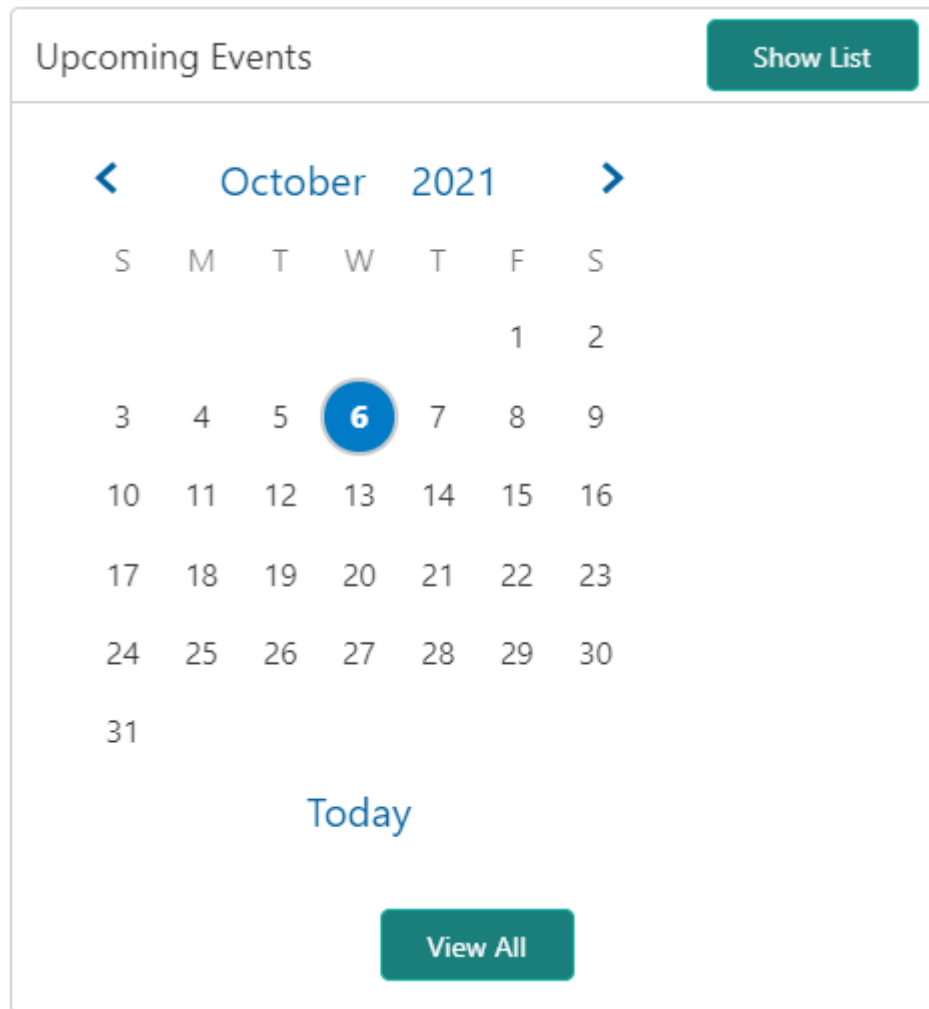 Upcoming Events Show List
October 2021
S M T W T F S
1 2
3 4 5 6 7 8 9
10 11 12 13 14 15 16
17 18 19 20 21 22 23
24 25 26 27 28 29 30
31
Today
View All